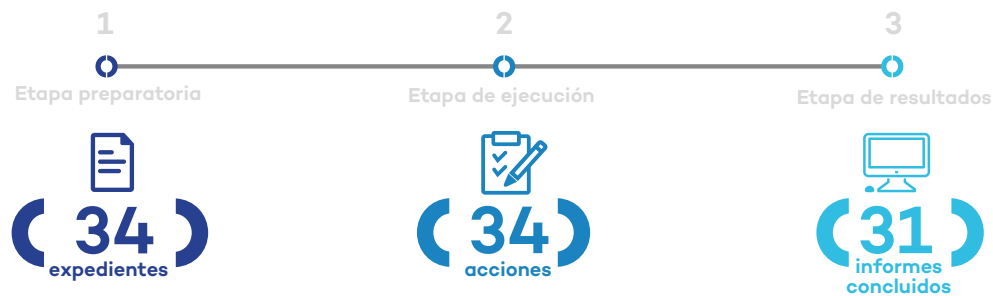 1
2
3
Etapa preparatoria
Etapa de ejecución
Etapa de resultados
34
expedientes
34
acciones
31
informes
concluidos